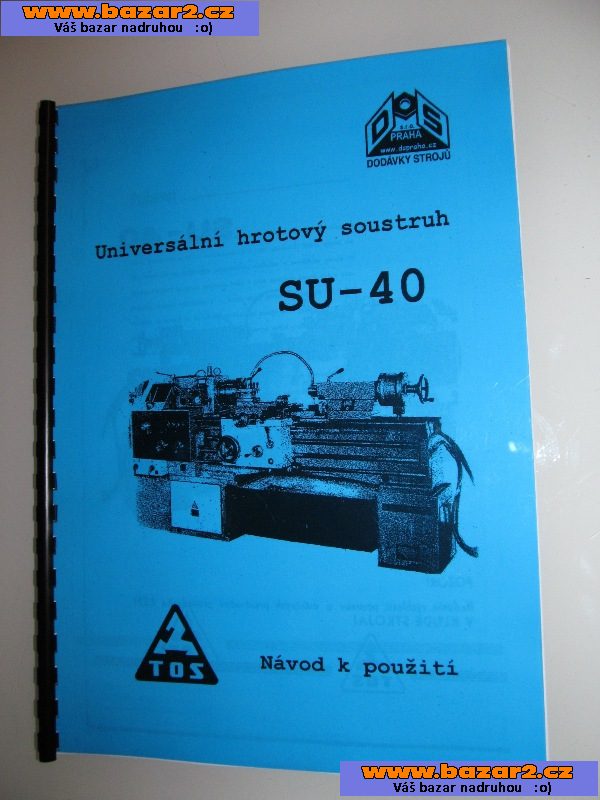 www.bazar2.cz
Váš bazar nadruhou :o)
DS
s.r.o.
PRAHA
www.dspraha.cz
DODÁVKY STROJŮ
Universální hrotový soustruh
SU-40
TOS
Návod k použití
www.bazar2.cz
Váš bazar nadruhou :o)